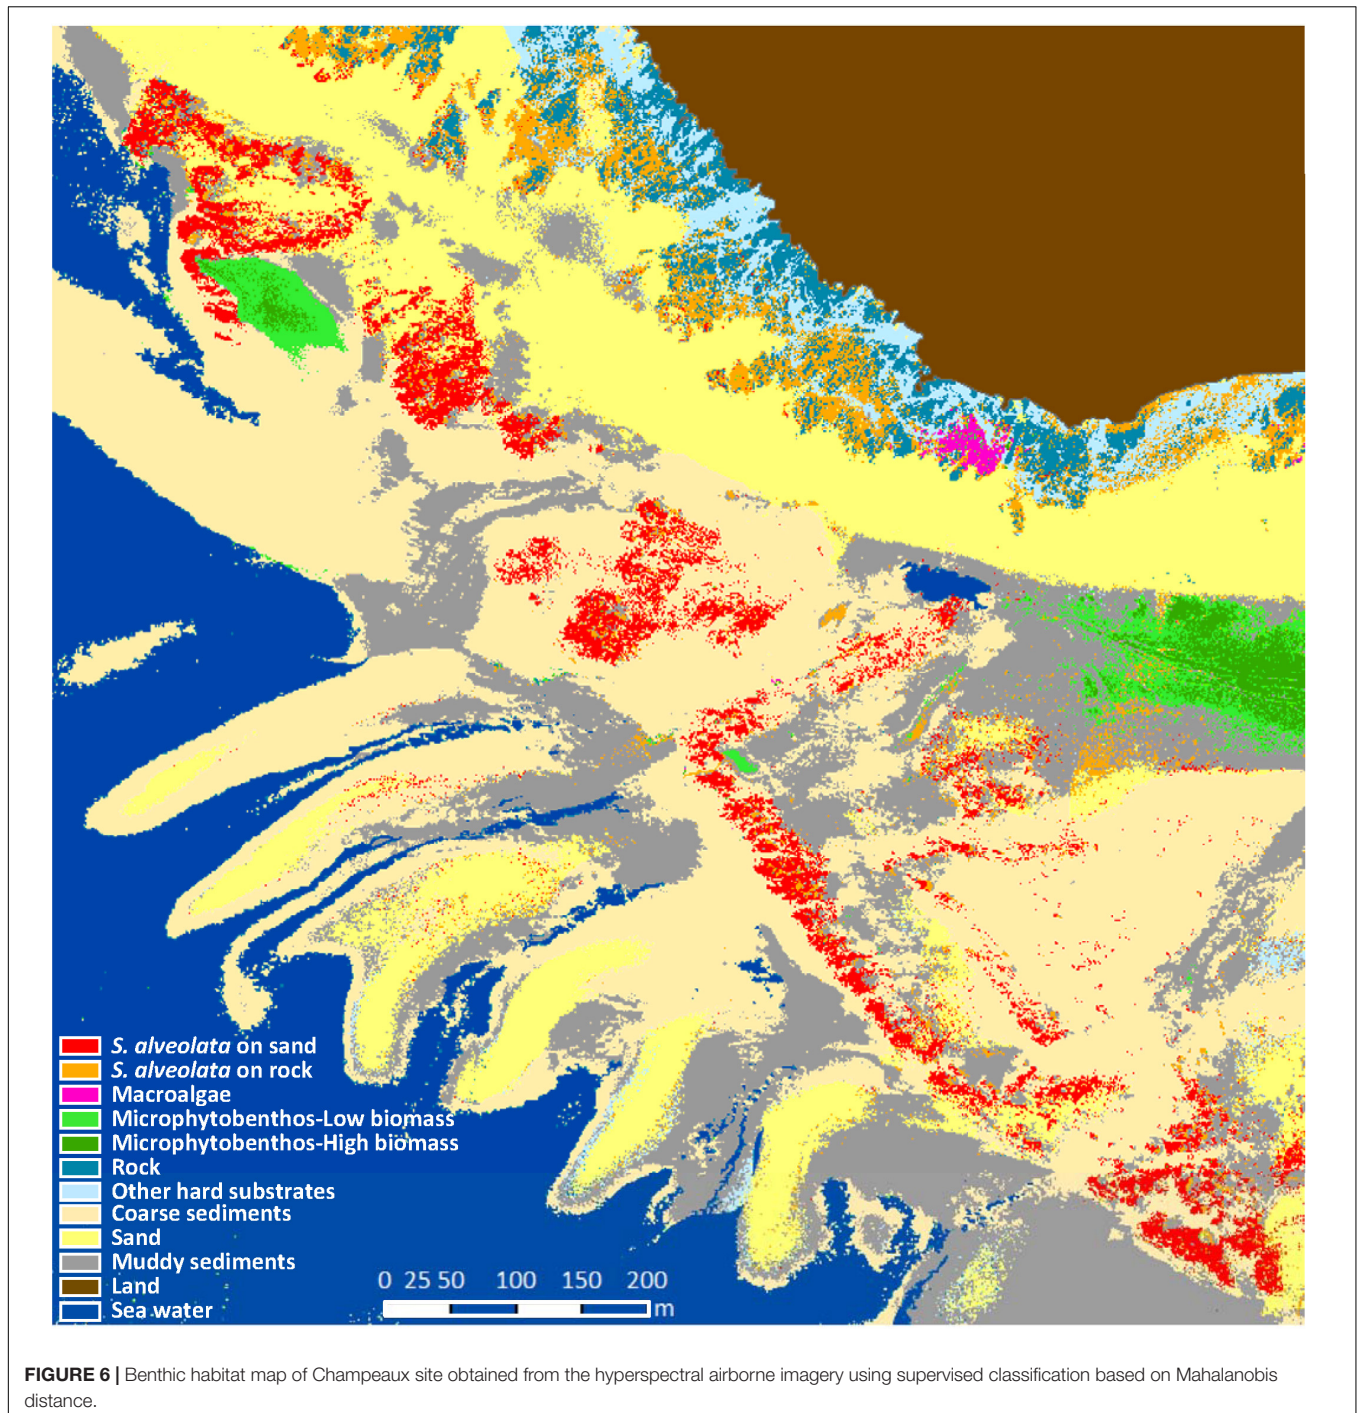 S. alveolata on sand
S. alveolata on rock
Macroalgae
Microphytobenthos-Low biomass
Microphytobenthos-High biomass
Rock
Other hard substrates
Coarse sediments
Sand
Muddy sediments
Land
Sea water
0 25 50 100 150 200
m
FIGURE 6 | Benthic habitat map of Champeaux site obtained from the hyperspectral airborne imagery using supervised classification based on Mahalanobis
distance.